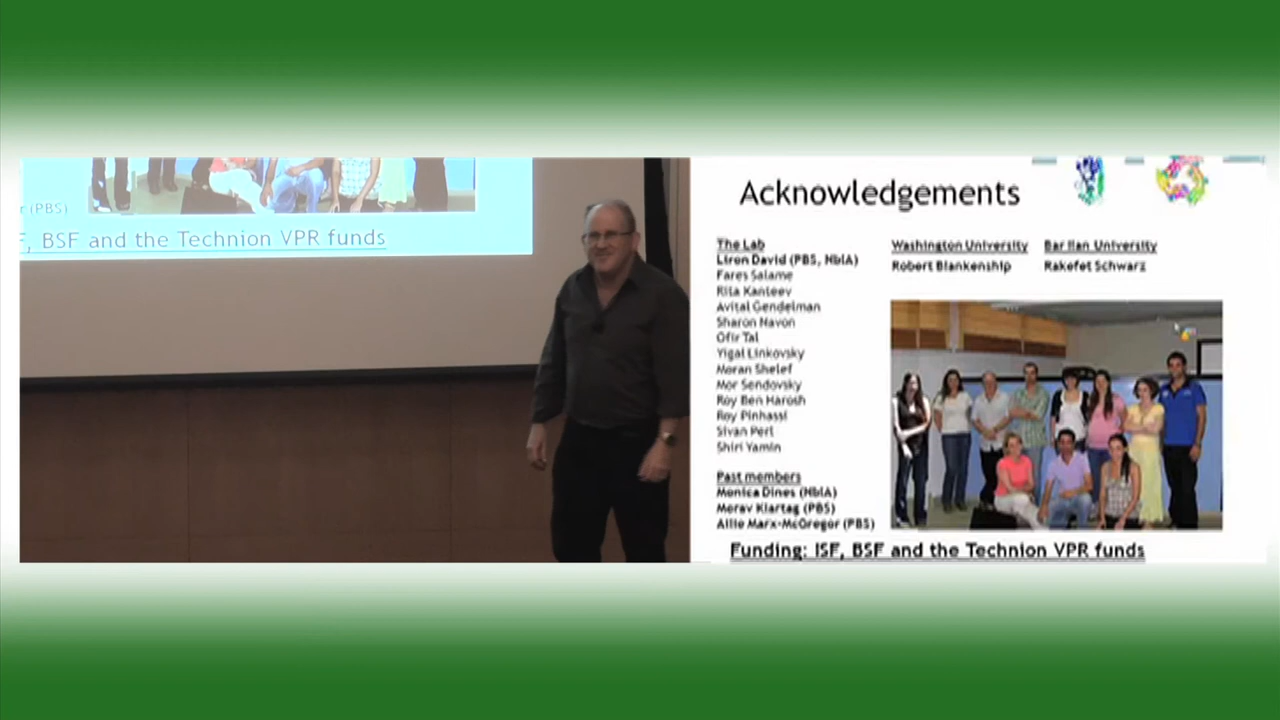 r (PBS)
F, BSF and the Technion VPR funds
Acknowledgements
The Lab
Liron David (PBS, NblA)
Fares Salame
Rita Kanteev
Avital Gendelman
Sharon Navon
Ofir Tal
Yigal Linkovsky
Moran Shelef
Mor Sendovsky
Roy Ben Harosh
Roy Pinhassi
Sivan Perl
Shiri Yamin
Past members
Monica Dines (NblA)
Merav Klartag (PBS)
Allie Marx-McGregor (PBS)
Washington University
Robert Blankenship
Bar Ilan University
Rakefet Schwarz
Funding: ISF, BSF and the Technion VPR funds